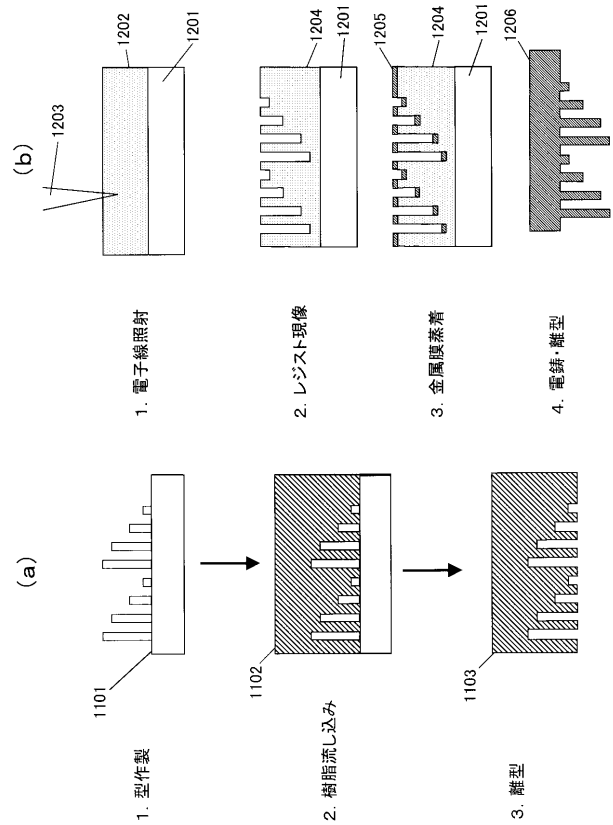 (a)
1. 型作製
1101
2. 樹脂流し込み
1102
3. 離型
1103
(b)
1. 電子線照射
1203
1202
1201
2. レジスト現像
1204
1201
3. 金属膜蒸着
1205
1204
1201
4. 電鋳・離型
1206